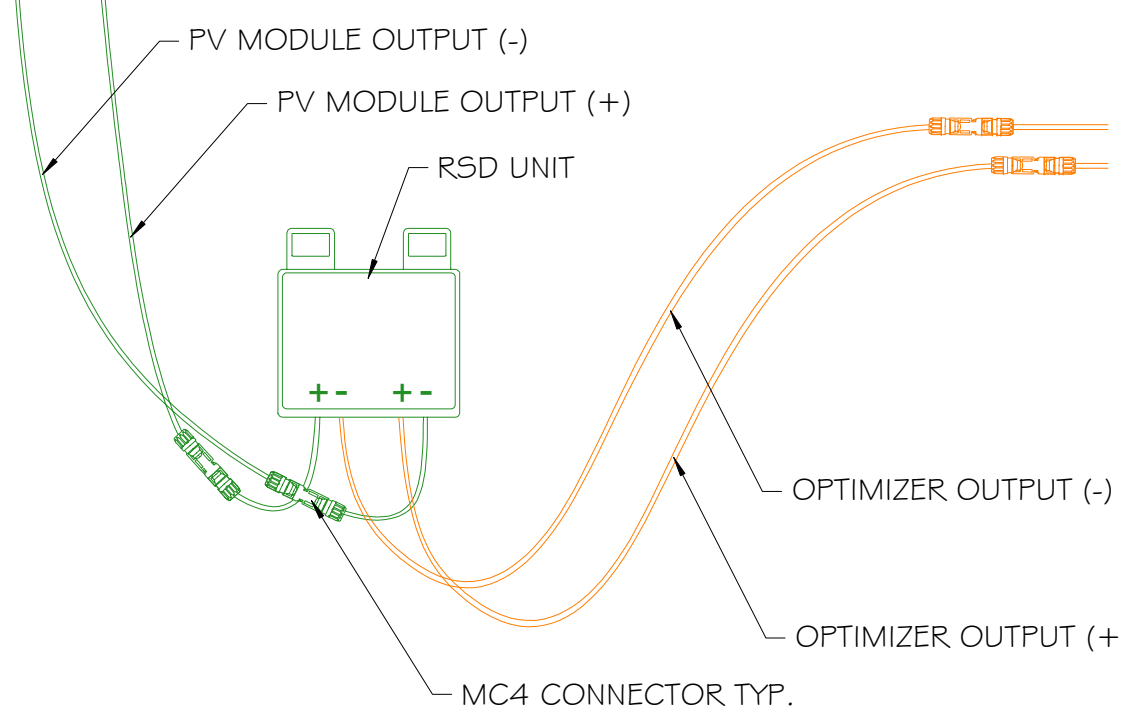 PV MODULE OUTPUT (-)
PV MODULE OUTPUT (+)
RSD UNIT
+ - + -
OPTIMIZER OUTPUT (-)
OPTIMIZER OUTPUT (+
MC4 CONNECTOR TYP.